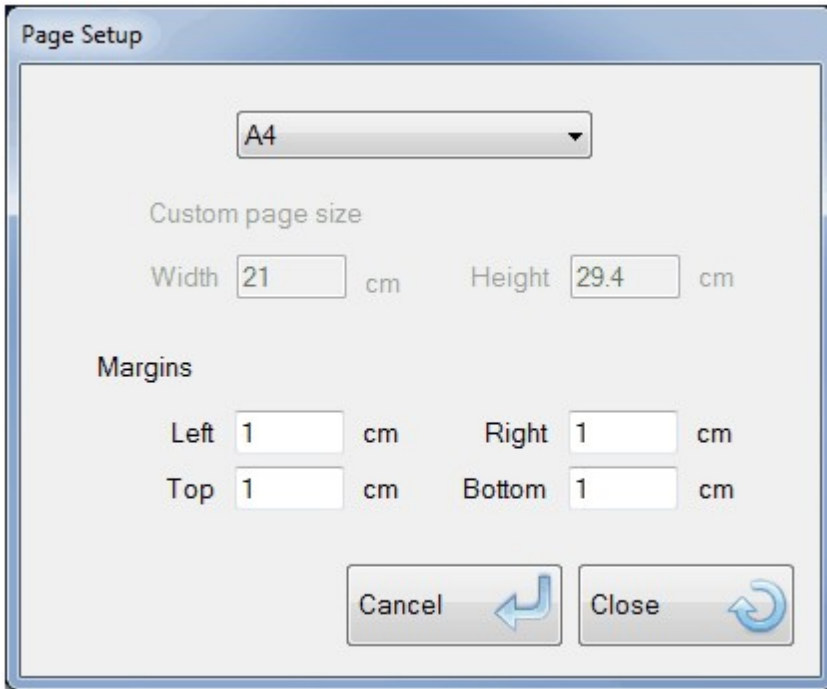 Page Setup
A4
Custom page size
Width 21 cm Height 29.4 cm
Margins
Left 1 cm Right 1 cm
Top 1 cm Bottom 1 cm
Cancel Close